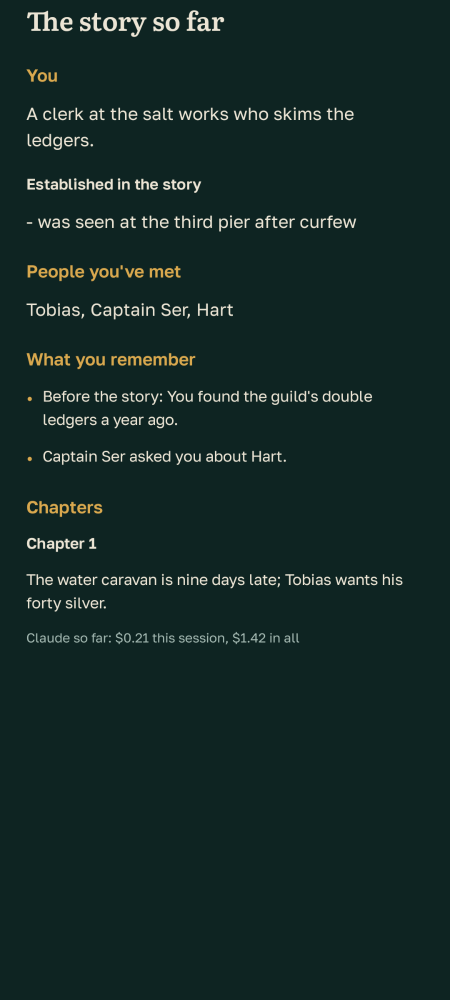 The story so far
You
A clerk at the salt works who skims the
ledgers.
Established in the story
- was seen at the third pier after curfew
People you've met
Tobias, Captain Ser, Hart
What you remember
• Before the story: You found the guild's double
ledgers a year ago.
• Captain Ser asked you about Hart.
Chapters
Chapter 1
The water caravan is nine days late; Tobias wants his
forty silver.
Claude so far: $0.21 this session, $1.42 in all